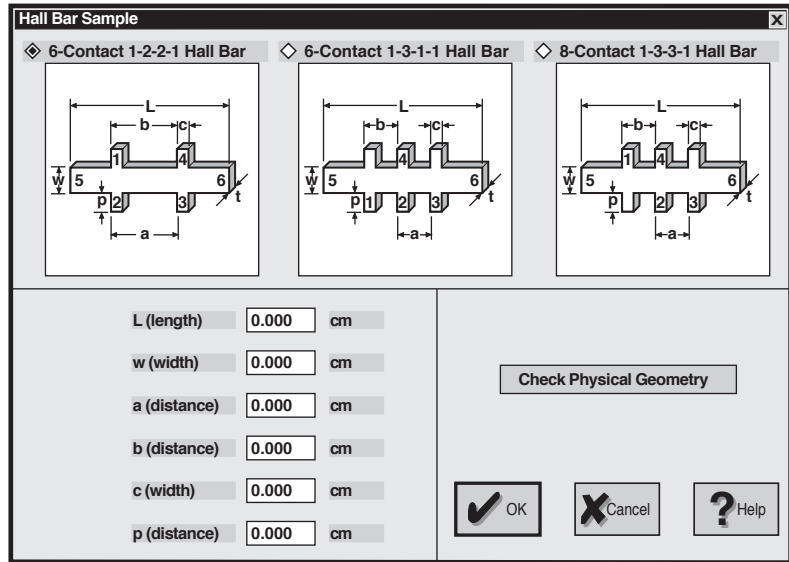 Hall Bar Sample X
6-Contact 1-2-2-1 Hall Bar 6-Contact 1-3-1-1 Hall Bar 8-Contact 1-3-3-1 Hall Bar
L L L
b c b c b c
1 4 4 1 4
w 5 6 w 5 6 w 5 6
p 2 3 t p 1 2 3 t p 2 3 t
a a a
L (length) 0.000 cm
w (width) 0.000 cm
a (distance) 0.000 cm
b (distance) 0.000 cm
c (width) 0.000 cm
p (distance) 0.000 cm
Check Physical Geometry
OK Cancel ? Help